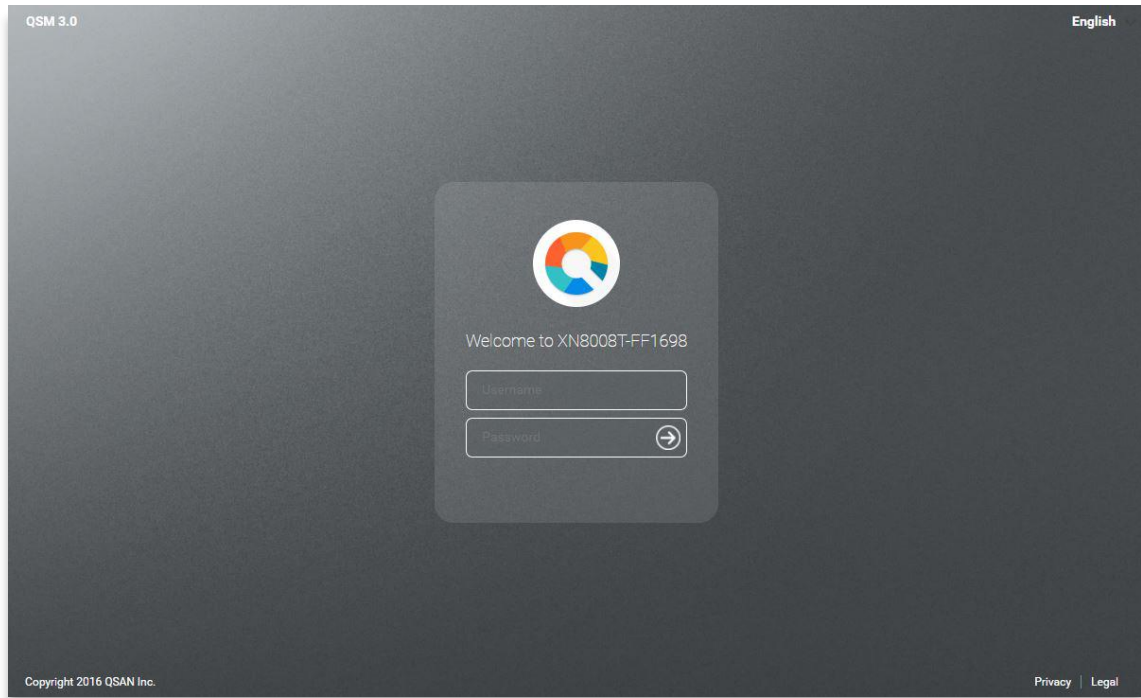 QSM 3.0
English
Welcome to XN8008T-FF1698
Username
Password
Copyright 2016 QSAN Inc.
Privacy | Legal